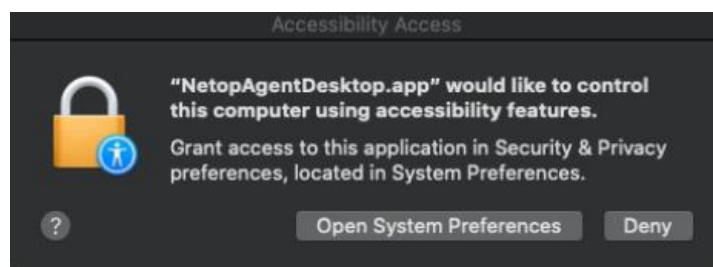 Accessibility Access
“NetopAgentDesktop.app” would like to control
this computer using accessibility features.
Grant access to this application in Security & Privacy
preferences, located in System Preferences.
?
Open System Preferences
Deny